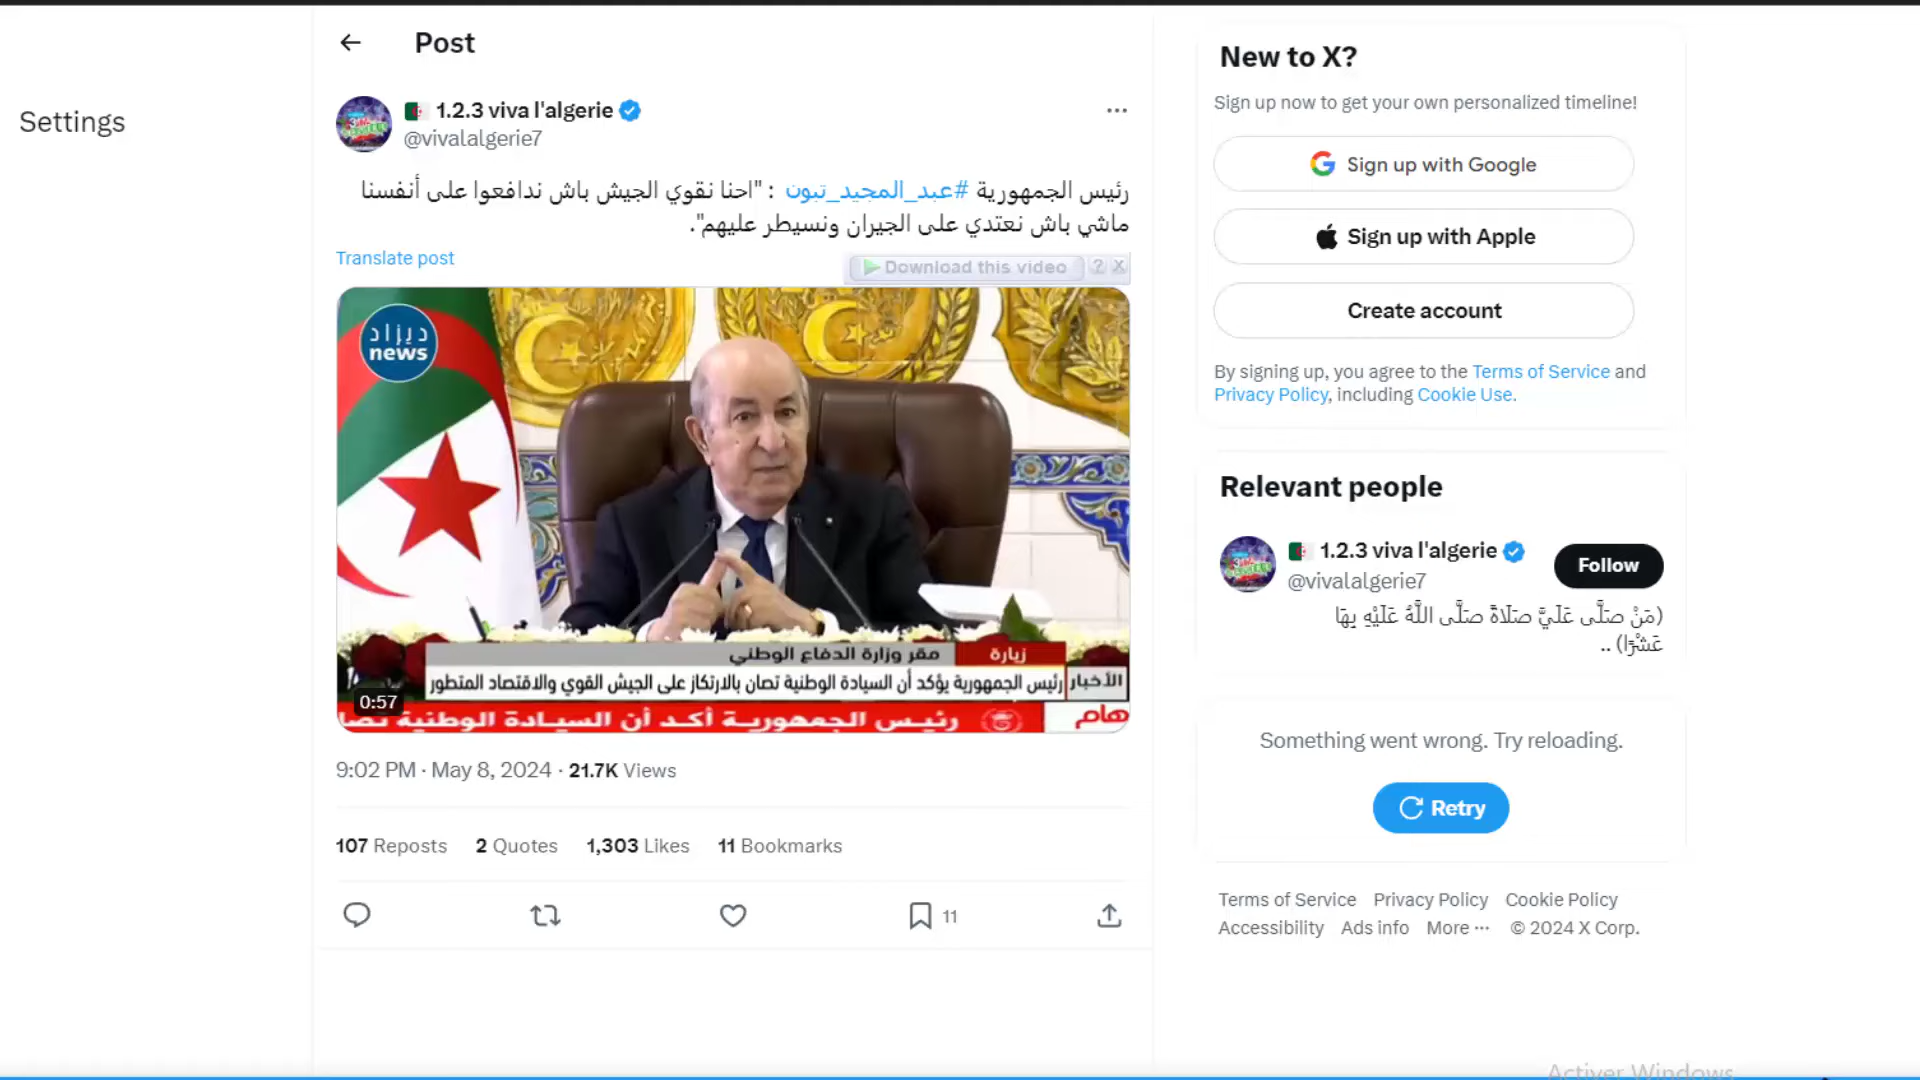 Post
Settings
1.2.3 viva l'algerie
@vivalalgerie7
رئيس الجمهورية #عبد_المجيد_تبون : "احنا نقوي الجيش باش ندافعوا على أنفسنا
ماشي باش نعتدي على الجيران ونسيطر عليهم".
Translate post
Download this video ? X
ديزاد
news
زيارة مقر وزارة الدفاع الوطني
الأخبار رئيس الجمهورية يؤكد أن السيادة الوطنية تصان بالارتكاز على الجيش القوي والاقتصاد المتطور
0:57
هام رئيس الجمهورية أكد أن السيادة الوطنية
9:02 PM · May 8, 2024 · 21.7K Views
107 Reposts 2 Quotes 1,303 Likes 11 Bookmarks
11
New to X?
Sign up now to get your own personalized timeline!
Sign up with Google
Sign up with Apple
Create account
By signing up, you agree to the Terms of Service and
Privacy Policy, including Cookie Use.
Relevant people
1.2.3 viva l'algerie
@vivalalgerie7
Follow
(مَنْ صَلَّى عَلَيَّ صَلَاةً صَلَّى اللَّهُ عَلَيْهِ بِهَا
عَشْرًا) ..
Something went wrong. Try reloading.
Retry
Terms of Service Privacy Policy Cookie Policy
Accessibility Ads info More ··· © 2024 X Corp.
Activer Windows